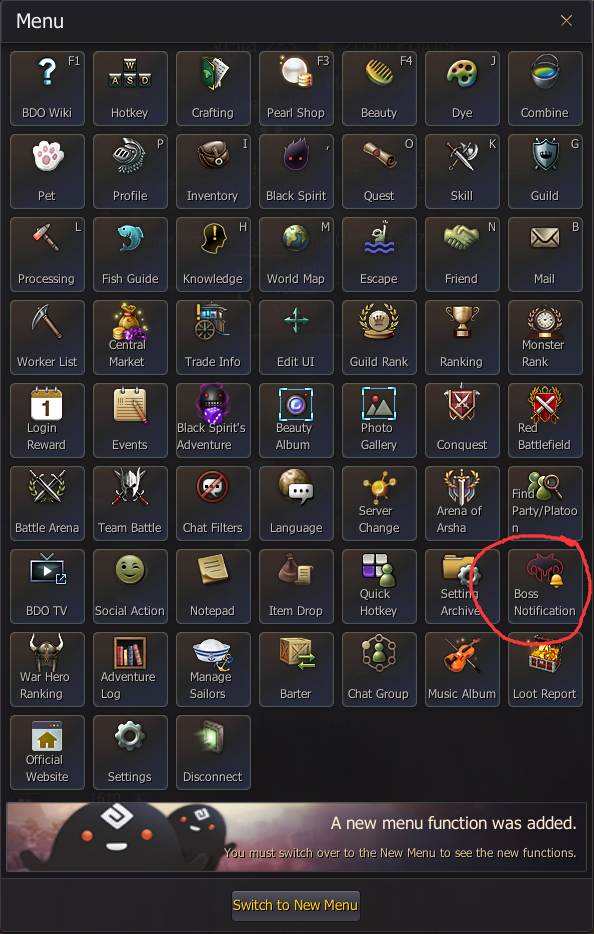 Menu
F1
BDO Wiki
W
A S D
Hotkey
Crafting
F3
Pearl Shop
F4
Beauty
J
Dye
Combine
Pet
P
Profile
I
Inventory
,
Black Spirit
O
Quest
K
Skill
G
Guild
L
Processing
Fish Guide
H
Knowledge
M
World Map
Escape
N
Friend
B
Mail
Worker List
Central
Market
Trade Info
Edit UI
Guild Rank
Ranking
Monster
Rank
1
Login
Reward
Events
Black Spirit's
Adventure
Beauty
Album
Photo
Gallery
Conquest
Red
Battlefield
Battle Arena
Team Battle
Chat Filters
Language
Server
Change
Arena of
Arsha
Find
Party/Platoo
n
BDO TV
Social Action
Notepad
Item Drop
Quick
Hotkey
Setting
Archive
Boss
Notification
War Hero
Ranking
Adventure
Log
Manage
Sailors
Barter
Chat Group
Music Album
Loot Report
Official
Website
Settings
Disconnect
A new menu function was added.
You must switch over to the New Menu to see the new functions.
Switch to New Menu